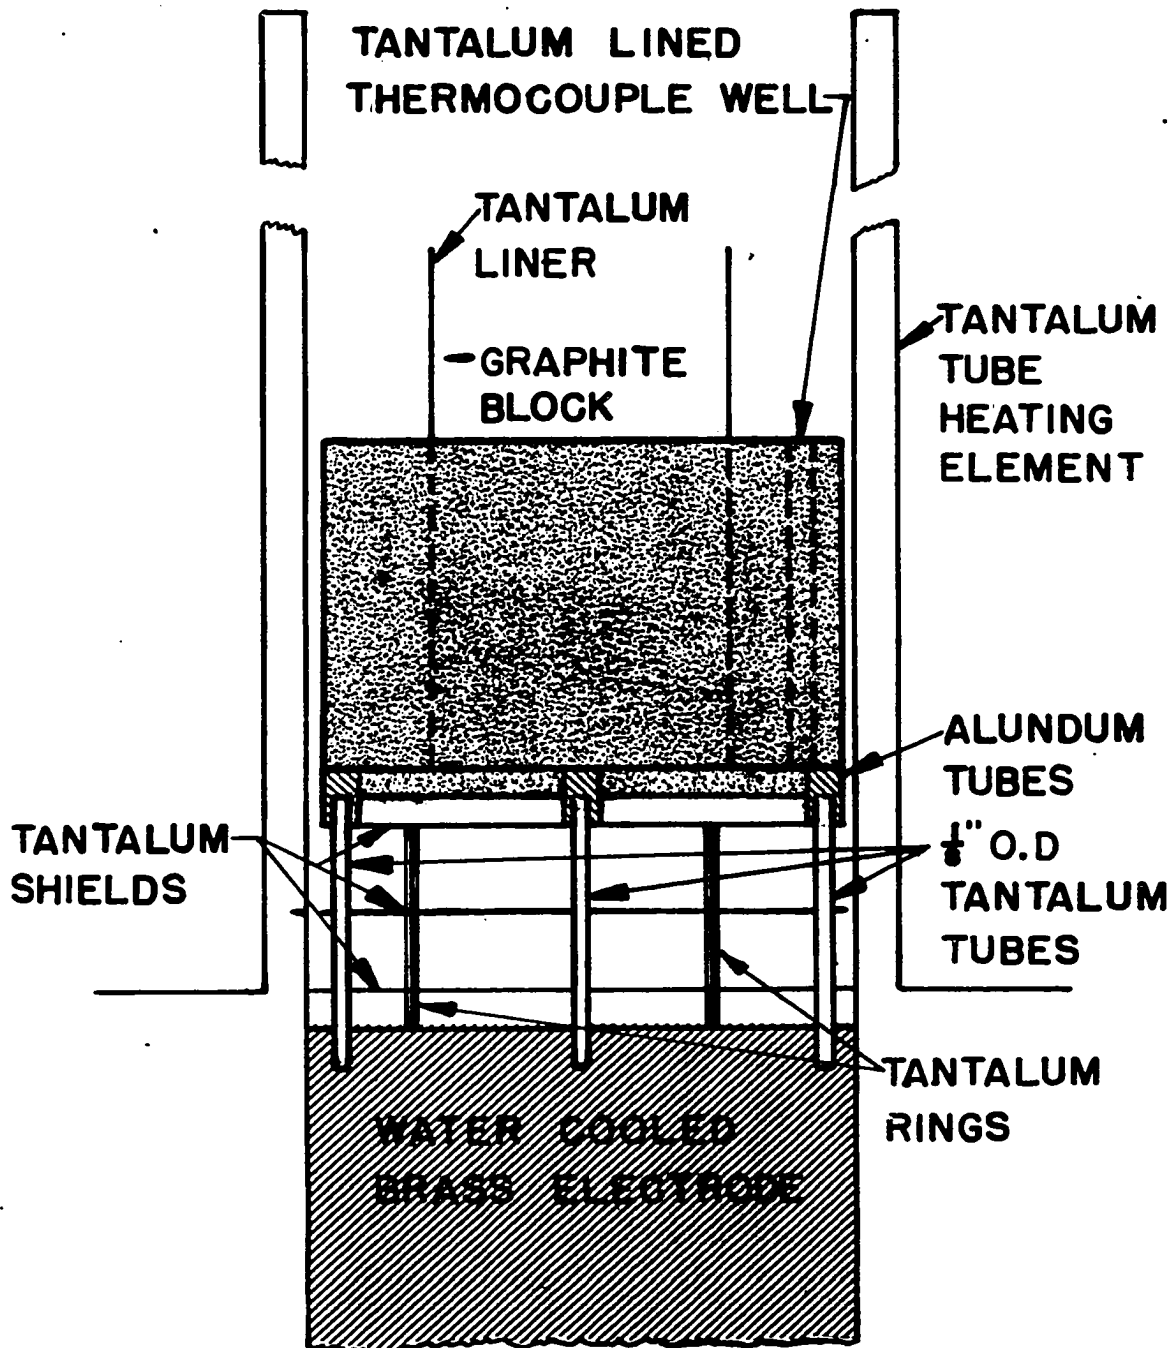 TANTALUM LINED
THERMOCOUPLE WELL
TANTALUM
LINER
GRAPHITE
BLOCK
TANTALUM
TUBE
HEATING
ELEMENT
ALUNDUM
TUBES
TANTALUM
SHIELDS
1/8" O.D
TANTALUM
TUBES
TANTALUM
RINGS
WATER COOLED
BRASS ELECTRODE